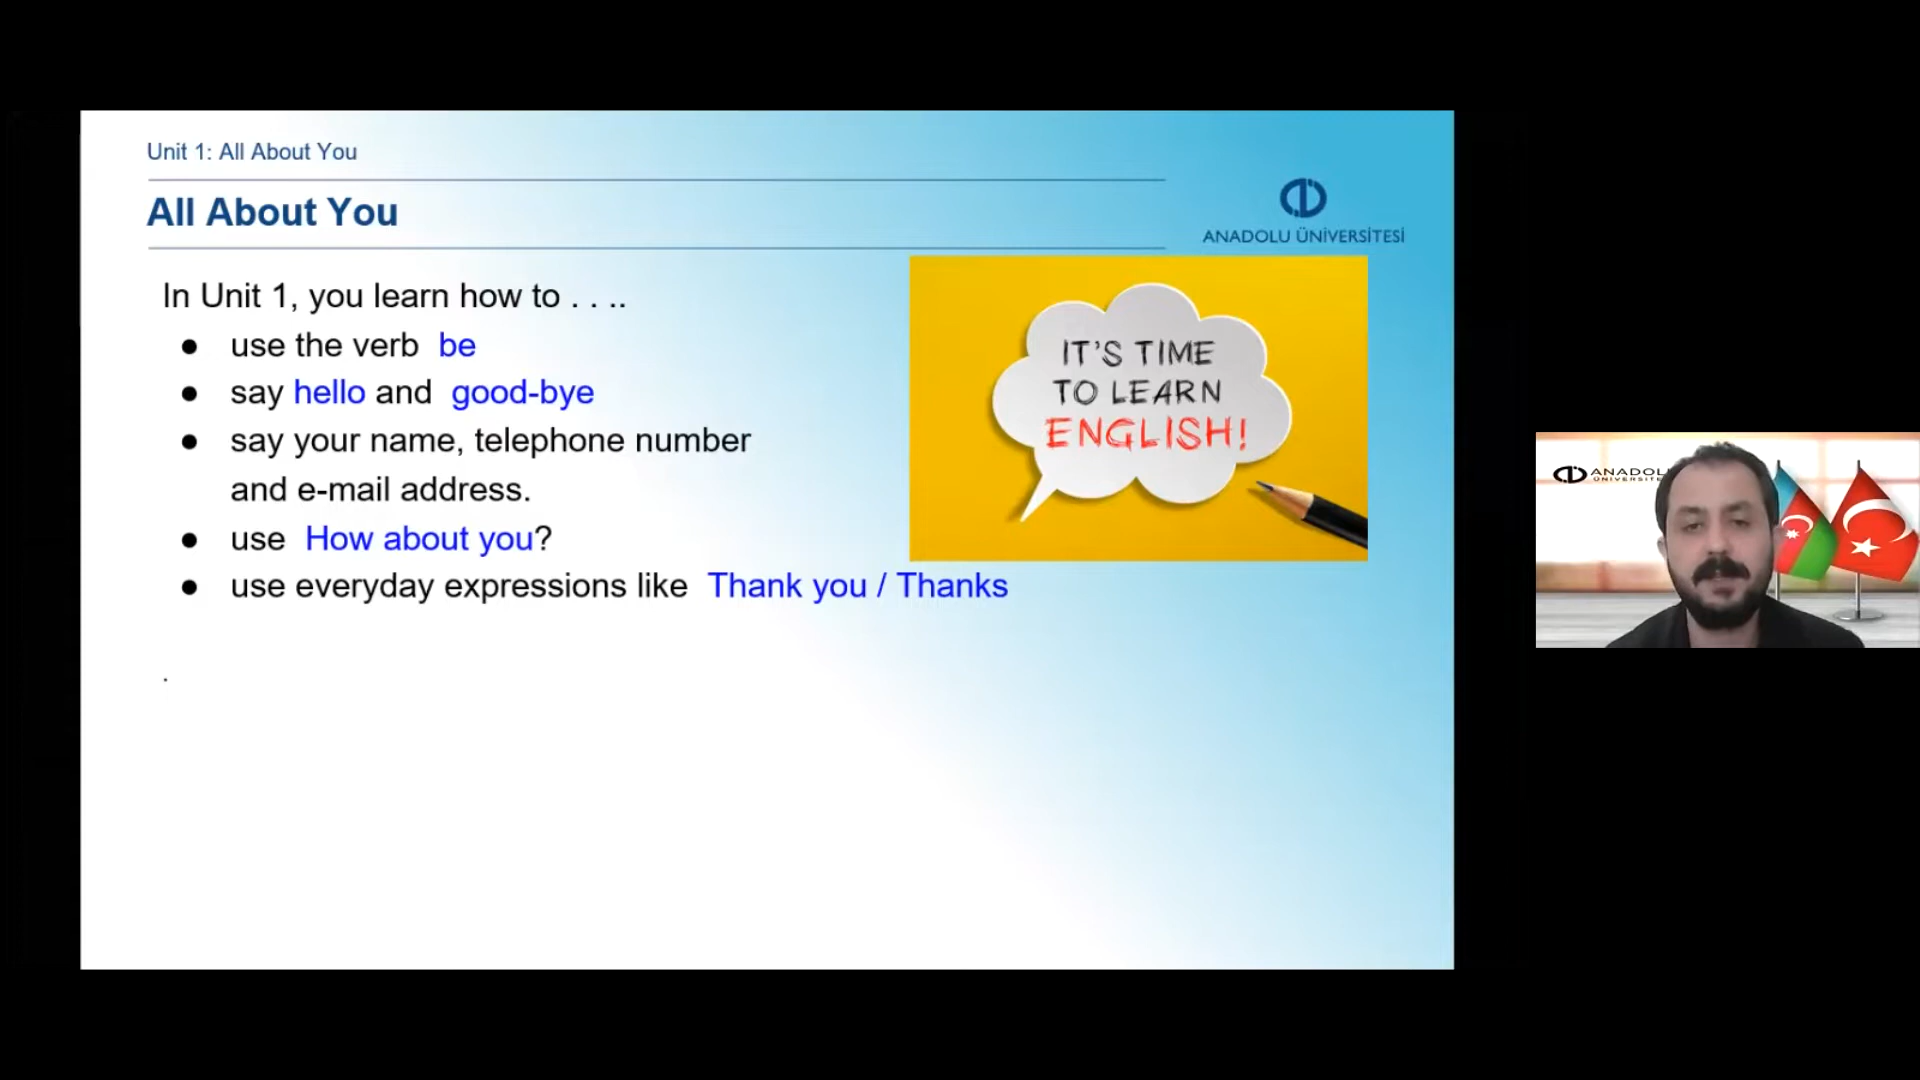 Unit 1: All About You
All About You
ANADOLU ÜNİVERSİTESİ
In Unit 1, you learn how to . . ..
● use the verb be
● say hello and good-bye
● say your name, telephone number
and e-mail address.
● use How about you?
● use everyday expressions like Thank you / Thanks
.
IT'S TIME
TO LEARN
ENGLISH!